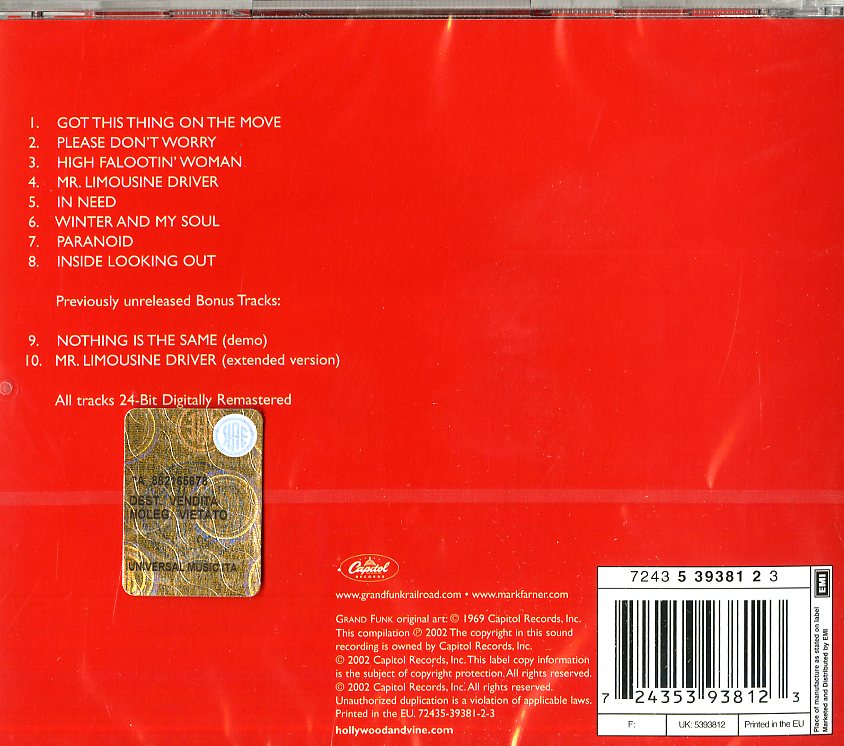 1. GOT THIS THING ON THE MOVE
2. PLEASE DON'T WORRY
3. HIGH FALOOTIN' WOMAN
4. MR. LIMOUSINE DRIVER
5. IN NEED
6. WINTER AND MY SOUL
7. PARANOID
8. INSIDE LOOKING OUT
Previously unreleased Bonus Tracks:
9. NOTHING IS THE SAME (demo)
10. MR. LIMOUSINE DRIVER (extended version)
All tracks 24-Bit Digitally Remastered
DEST. VENDITA
NOLEG. VIETATO
UNIVERSAL MUSIC ITA
Capitol
RECORDS
www.grandfunkrailroad.com • www.markfarner.com
GRAND FUNK original art: © 1969 Capitol Records, Inc.
This compilation ℗ 2002 The copyright in this sound
recording is owned by Capitol Records, Inc.
© 2002 Capitol Records, Inc. This label copy information
is the subject of copyright protection. All rights reserved.
© 2002 Capitol Records, Inc. All rights reserved.
Unauthorized duplication is a violation of applicable laws.
Printed in the EU. 72435-39381-2-3
hollywoodandvine.com
7243 5 39381 2 3
7 24353 93812 3
F:
UK: 5393812
Printed in the EU
EMI
Place of manufacture as stated on label
Marketed and Distributed by EMI